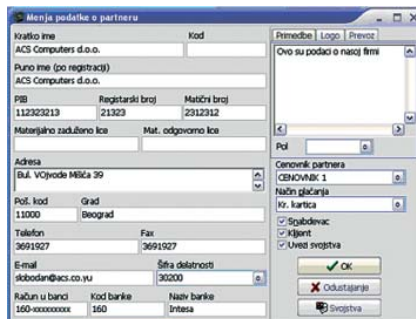 Menja podatke o partneru
Kratko ime Kod
ACS Computers d.o.o.
Puno ime (po registraciji)
ACS Computers d.o.o.
PIB Registarski broj Matični broj
112323213 21323 2312312
Materijalno zaduženo lice Mat. odgovorno lice
Adresa
Bul. VOjvode Mišića 39
Poš. kod Grad
11000 Beograd
Telefon Fax
3691927 3691927
E-mail Šifra delatnosti
slobodan@acs.co.yu 30200
Račun u banci Kod banke Naziv banke
160-xxxxxxxxx 160 Intesa
Primedbe Logo Prevoz
Ovo su podaci o nasoj firmi
Pol
Cenovnik partnera
CENOVNIK 1
Način plaćanja
Kr. kartica
Snabdevac
Klijent
Uvezi svojstva
OK
Odustajanje
Svojstva